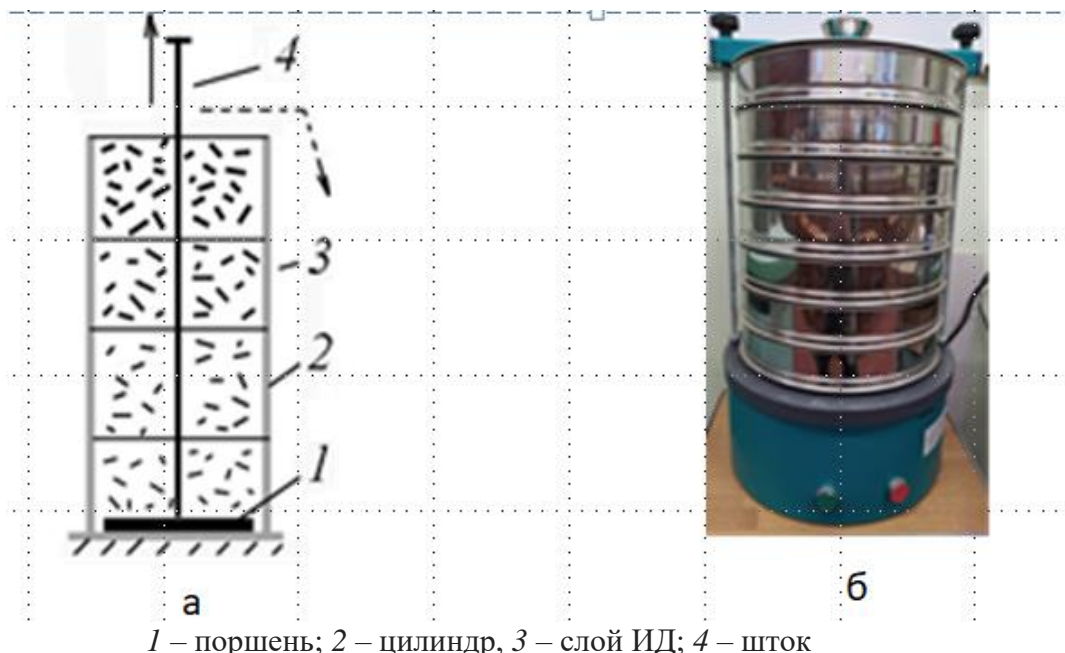 4
3
2
1
а
б
1 – поршень; 2 – цилиндр, 3 – слой ИД; 4 – шток